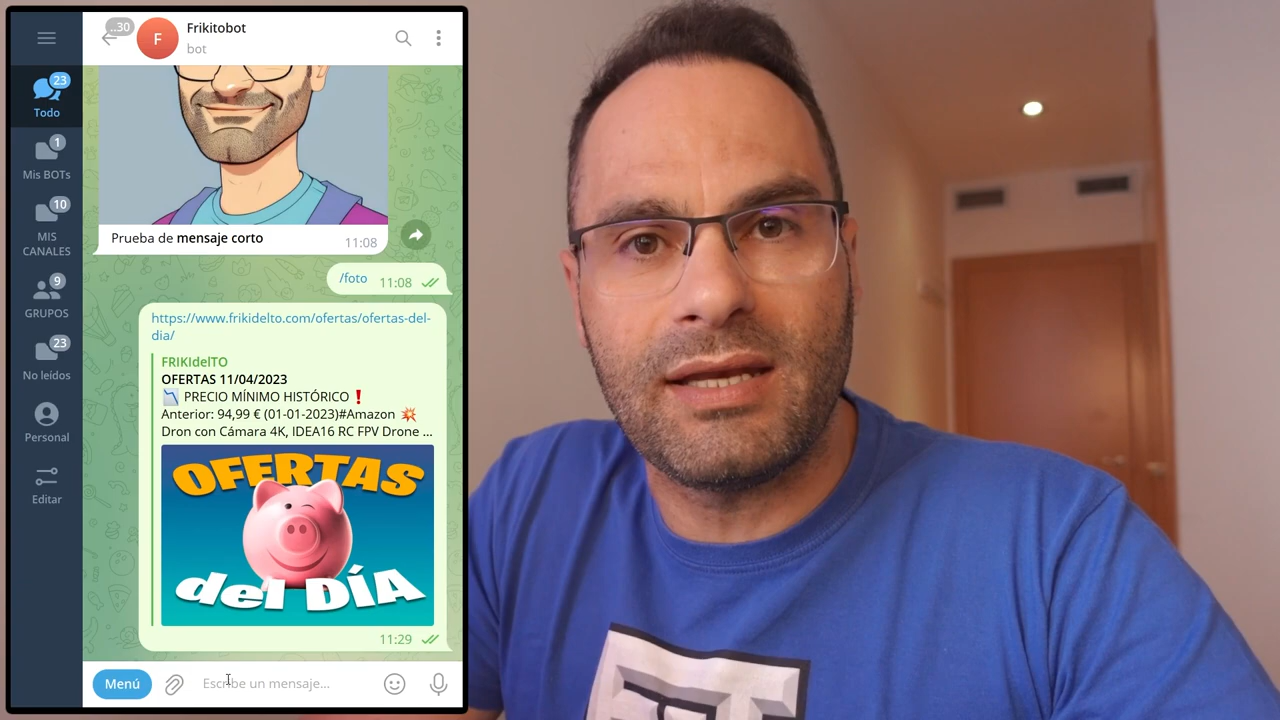 ..30
F
Frikitobot
bot
23
Todo
1
Mis BOTs
10
MIS
CANALES
9
GRUPOS
23
No leídos
Personal
Editar
Prueba de mensaje corto
11:08
/foto 11:08
https://www.frikidelto.com/ofertas/ofertas-del-
dia/
FRIKIdelTO
OFERTAS 11/04/2023
PRECIO MÍNIMO HISTÓRICO❗
Anterior: 94,99 € (01-01-2023)#Amazon 💥
Dron con Cámara 4K, IDEA16 RC FPV Drone ...
OFERTAS
del DÍA
11:29
Menú
Escribe un mensaje...